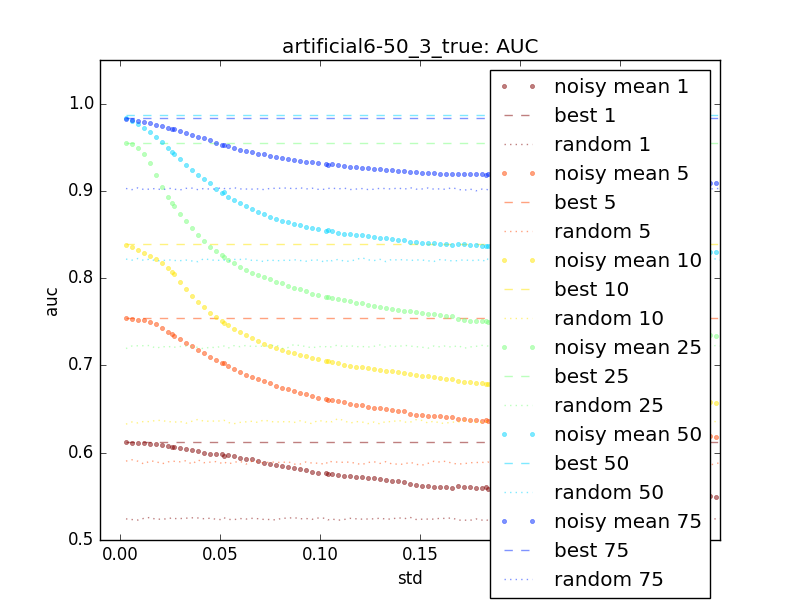 artificial6-50_3_true: AUC
auc
1.0
0.9
0.8
0.7
0.6
0.5
0.00
0.05
0.10
0.15
std
noisy mean 1
best 1
random 1
noisy mean 5
best 5
random 5
noisy mean 10
best 10
random 10
noisy mean 25
best 25
random 25
noisy mean 50
best 50
random 50
noisy mean 75
best 75
random 75